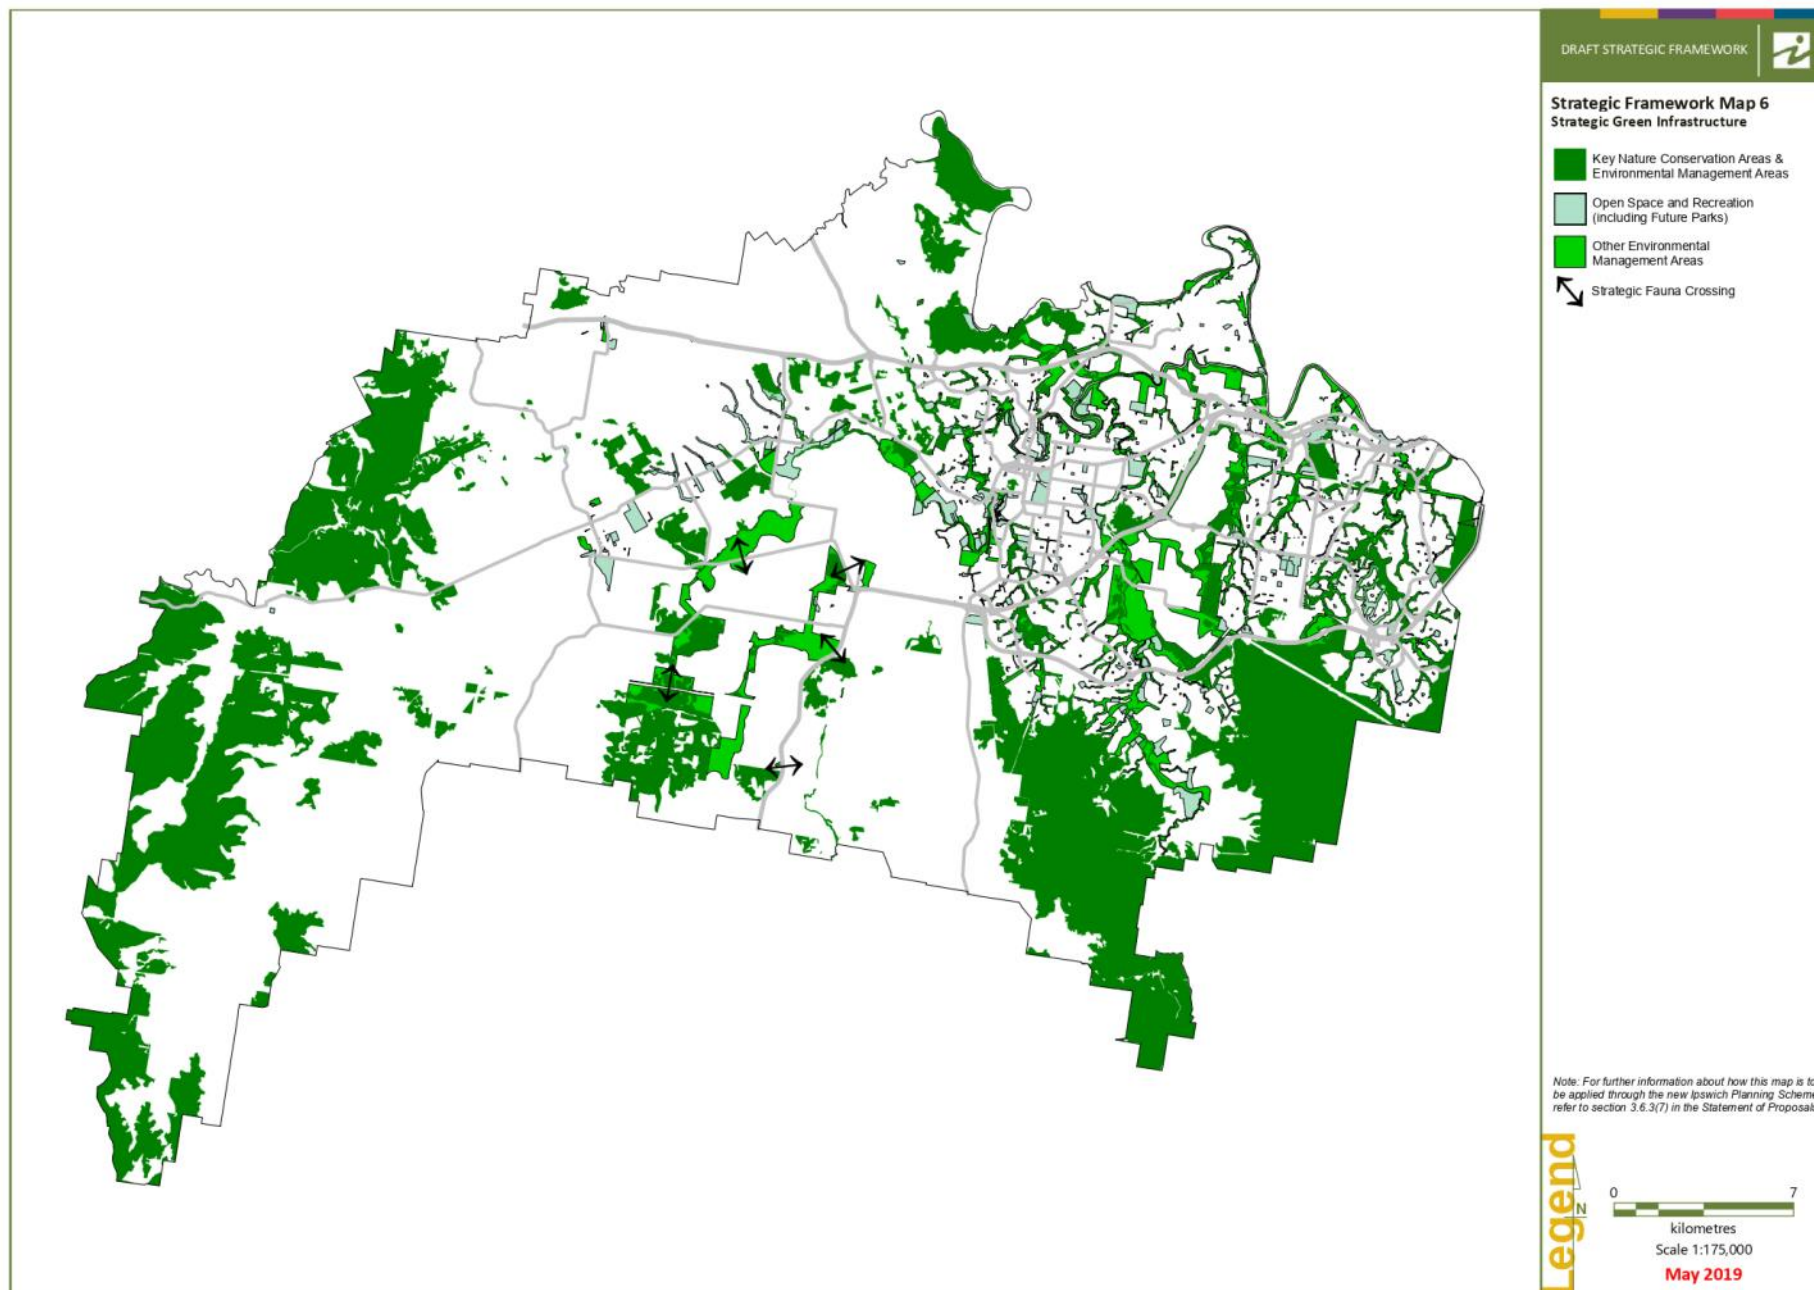 DRAFT STRATEGIC FRAMEWORK
Strategic Framework Map 6
Strategic Green Infrastructure
Key Nature Conservation Areas &
Environmental Management Areas
Open Space and Recreation
(including Future Parks)
Other Environmental
Management Areas
Strategic Fauna Crossing
Note: For further information about how this map is to
be applied through the new Ipswich Planning Scheme
refer to section 3.6.3(7) in the Statement of Proposals
Legend
N
0 7
kilometres
Scale 1:175,000
May 2019